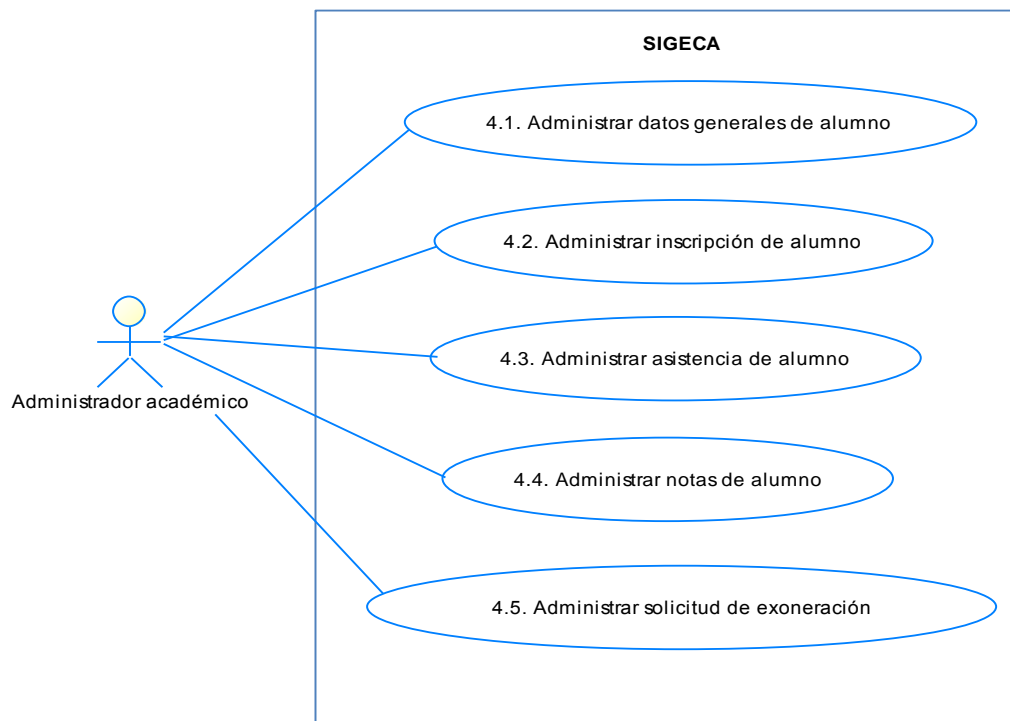 SIGECA
4.1. Administrar datos generales de alumno
4.2. Administrar inscripción de alumno
4.3. Administrar asistencia de alumno
Administrador académico
4.4. Administrar notas de alumno
4.5. Administrar solicitud de exoneración